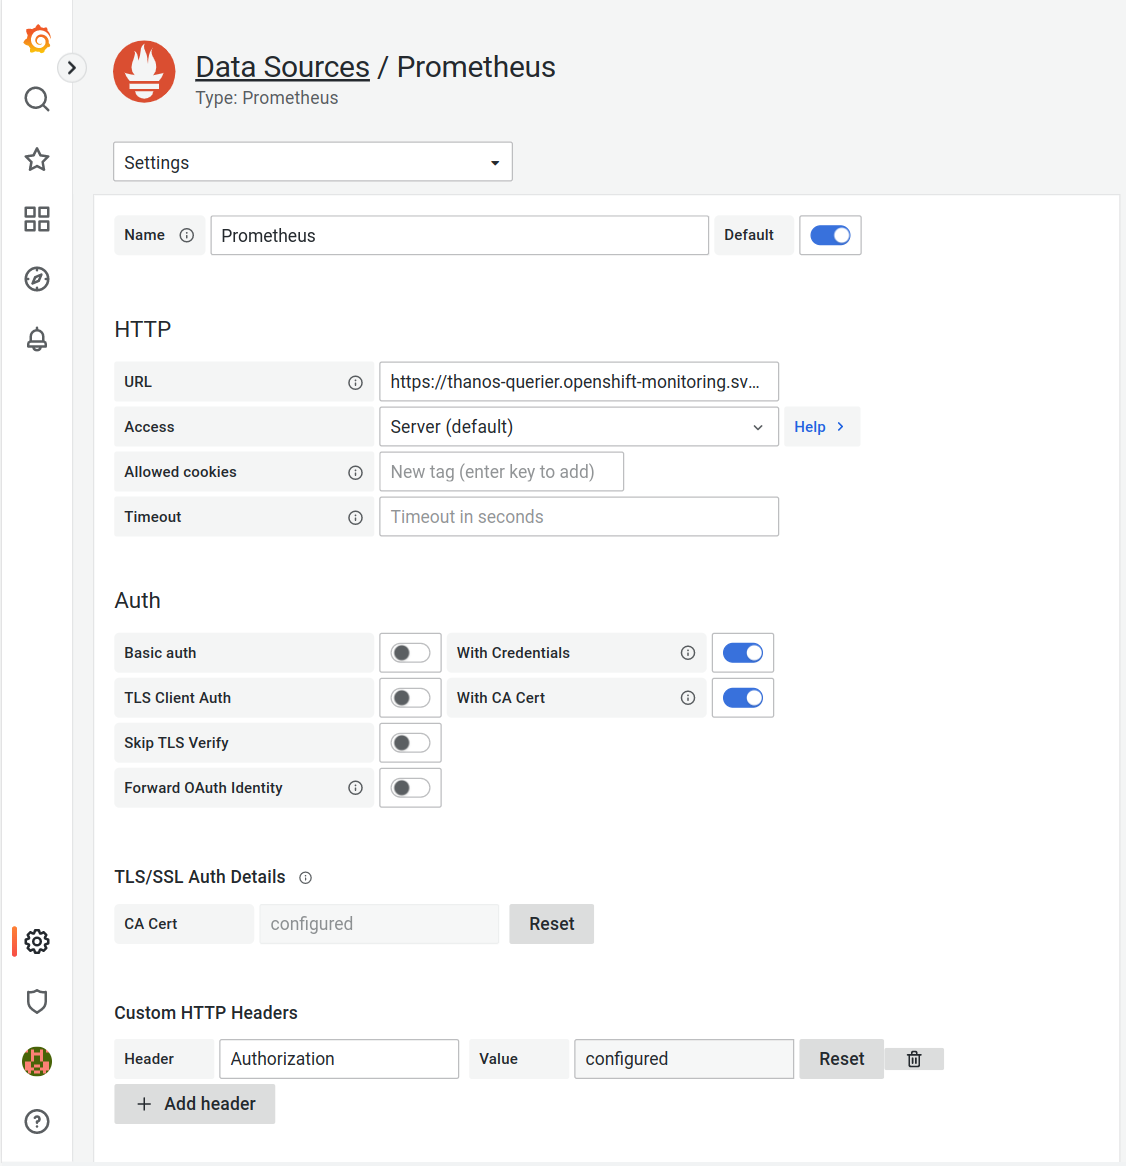 Data Sources / Prometheus
Type: Prometheus
Settings
Name Prometheus Default
HTTP
URL https://thanos-querier.openshift-monitoring.sv...
Access Server (default) Help
Allowed cookies New tag (enter key to add)
Timeout Timeout in seconds
Auth
Basic auth With Credentials
TLS Client Auth With CA Cert
Skip TLS Verify
Forward OAuth Identity
TLS/SSL Auth Details
CA Cert configured Reset
Custom HTTP Headers
Header Authorization Value configured Reset
Add header